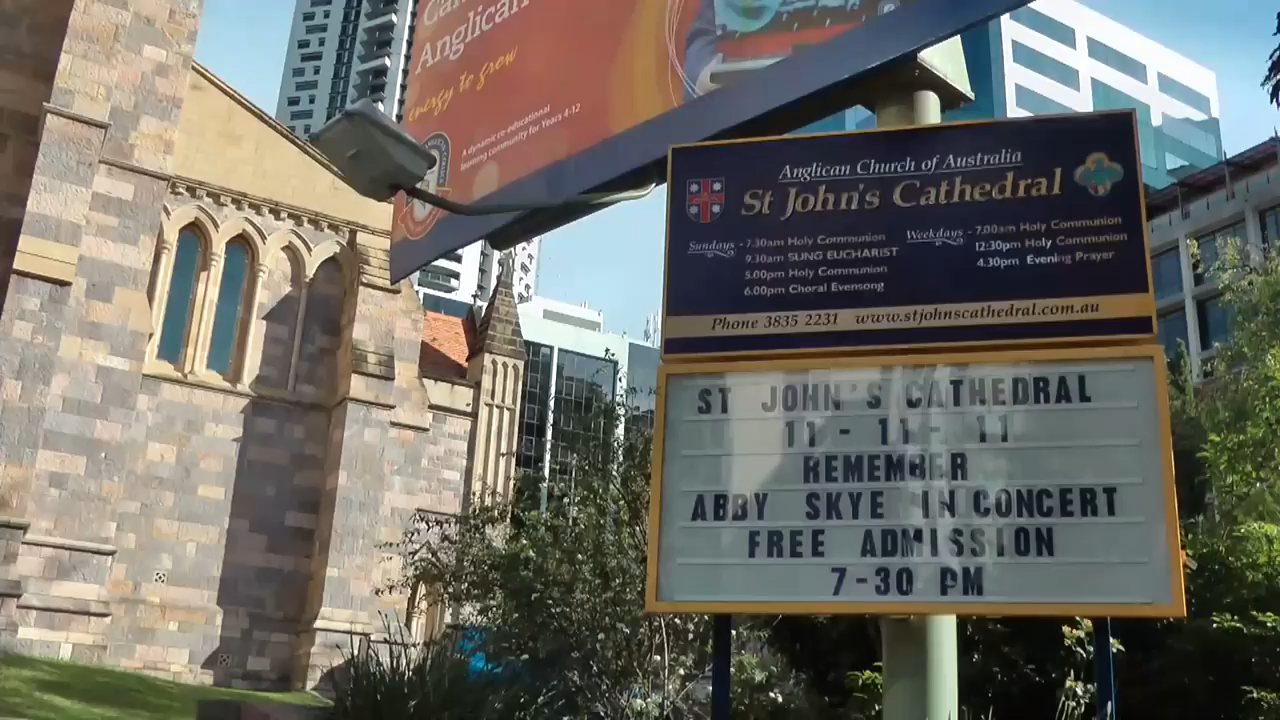 Anglican
energy to grow
A dynamic co-educational
learning community for Years 4-12
Anglican Church of Australia
St John's Cathedral
Sundays - 7.30am Holy Communion
9.30am SUNG EUCHARIST
5.00pm Holy Communion
6.00pm Choral Evensong
Weekdays - 7.00am Holy Communion
12:30pm Holy Communion
4.30pm Evening Prayer
Phone 3835 2231 www.stjohnscathedral.com.au
ST JOHN'S CATHEDRAL
11 - 11 - 11
REMEMBER
ABBY SKYE IN CONCERT
FREE ADMISSION
7-30 PM